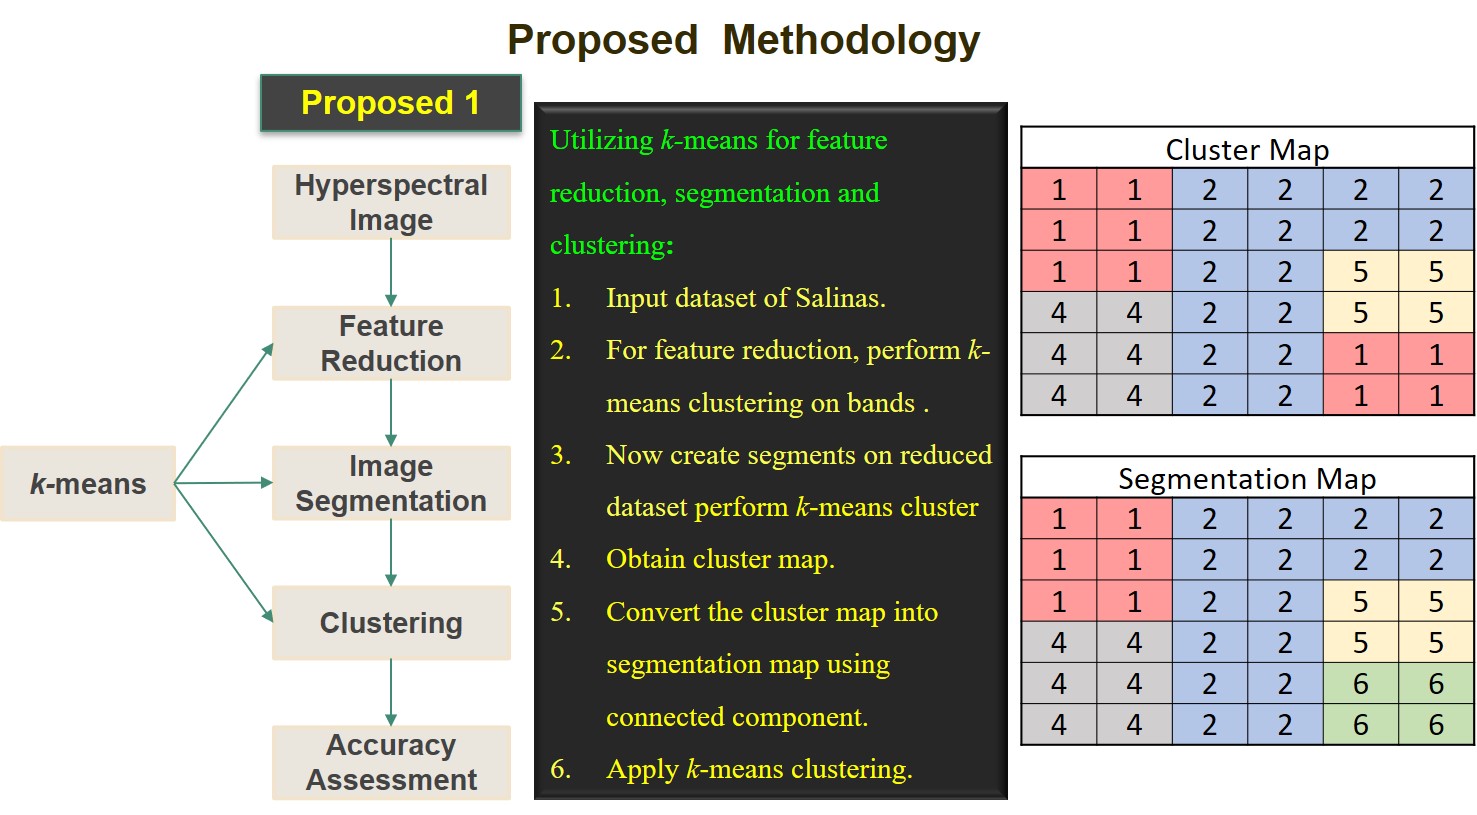 Proposed Methodology
Proposed 1
Hyperspectral
Image
Feature
Reduction
k-means
Image
Segmentation
Clustering
Accuracy
Assessment
Utilizing k-means for feature
reduction, segmentation and
clustering:
1. Input dataset of Salinas.
2. For feature reduction, perform k-
means clustering on bands .
3. Now create segments on reduced
dataset perform k-means cluster
4. Obtain cluster map.
5. Convert the cluster map into
segmentation map using
connected component.
6. Apply k-means clustering.
Cluster Map
1 1 2 2 2 2
1 1 2 2 2 2
1 1 2 2 5 5
4 4 2 2 5 5
4 4 2 2 1 1
4 4 2 2 1 1
Segmentation Map
1 1 2 2 2 2
1 1 2 2 2 2
1 1 2 2 5 5
4 4 2 2 5 5
4 4 2 2 6 6
4 4 2 2 6 6